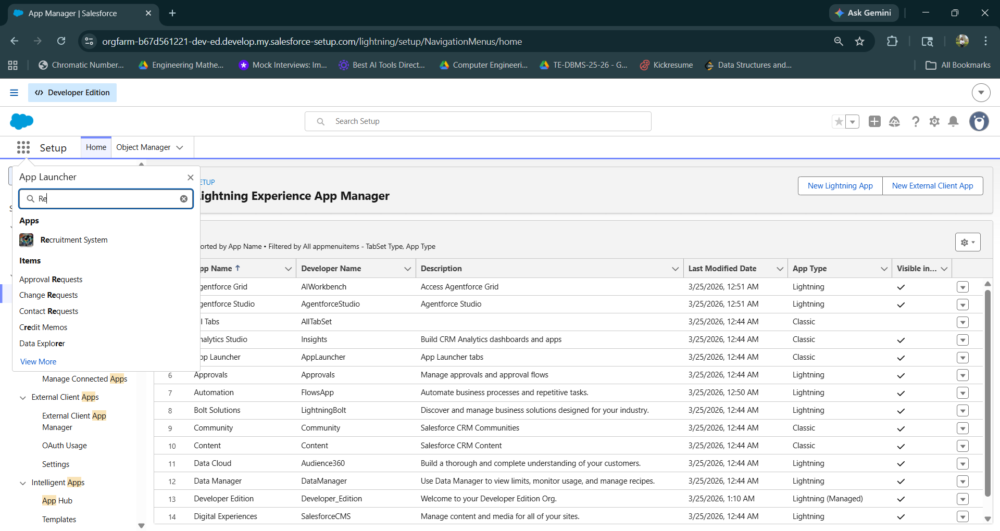 App Manager | Salesforce
Ask Gemini
orgfarm-b67d561221-dev-ed.develop.my.salesforce-setup.com/lightning/setup/NavigationMenus/home
Chromatic Number...
Engineering Mathe...
Mock Interviews: Im...
Best AI Tools Direct...
Computer Engineeri...
TE-DBMS-25-26 - G...
Kickresume
Data Structures and...
All Bookmarks
Developer Edition
Search Setup
Setup
Home
Object Manager
App Launcher
Re
Apps
Recruitment System
Items
Approval Requests
Change Requests
Contact Requests
Credit Memos
Data Explorer
View More
Manage Connected Apps
External Client Apps
External Client App
Manager
OAuth Usage
Settings
Intelligent Apps
App Hub
Templates
ETUP
ightning Experience App Manager
New Lightning App
New External Client App
orted by App Name • Filtered by All appmenuitems - TabSet Type, App Type
pp Name ↑ Developer Name Description Last Modified Date App Type Visible in...
gentforce Grid AIWorkbench Access Agentforce Grid 3/25/2026, 12:51 AM Lightning
gentforce Studio AgentforceStudio Agentforce Studio 3/25/2026, 12:51 AM Lightning
l Tabs AllTabSet 3/25/2026, 12:44 AM Classic
nalytics Studio Insights Build CRM Analytics dashboards and apps 3/25/2026, 12:44 AM Classic
pp Launcher AppLauncher App Launcher tabs 3/25/2026, 12:44 AM Classic
6 Approvals Approvals Manage approvals and approval flows 3/25/2026, 12:44 AM Lightning
7 Automation FlowsApp Automate business processes and repetitive tasks. 3/25/2026, 12:50 AM Lightning
8 Bolt Solutions LightningBolt Discover and manage business solutions designed for your industry. 3/25/2026, 12:44 AM Lightning
9 Community Community Salesforce CRM Communities 3/25/2026, 12:44 AM Classic
10 Content Content Salesforce CRM Content 3/25/2026, 12:44 AM Classic
11 Data Cloud Audience360 Build a thorough and complete understanding of your customers. 3/25/2026, 12:44 AM Lightning
12 Data Manager DataManager Use Data Manager to view limits, monitor usage, and manage recipes. 3/25/2026, 12:44 AM Lightning
13 Developer Edition Developer_Edition Welcome to your Developer Edition Org. 3/25/2026, 1:10 AM Lightning (Managed)
14 Digital Experiences SalesforceCMS Manage content and media for all of your sites. 3/25/2026, 12:44 AM Lightning